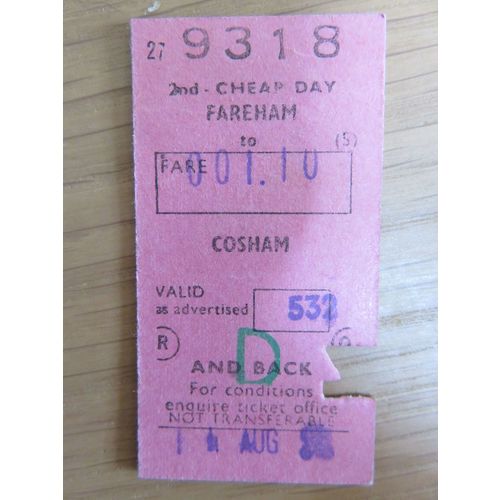 27 9318
2nd - CHEAP DAY
FAREHAM
to (S)
FARE 001.10
COSHAM
VALID
as advertised 532
(R)
D
AND BACK
For conditions
enquire ticket office
NOT TRANSFERABLE
AUG